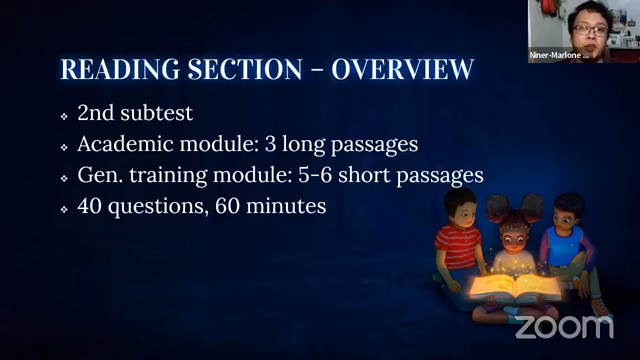 READING SECTION – OVERVIEW
❖ 2nd subtest
❖ Academic module: 3 long passages
❖ Gen. training module: 5-6 short passages
❖ 40 questions, 60 minutes
Niner-Marlone ...
zoom